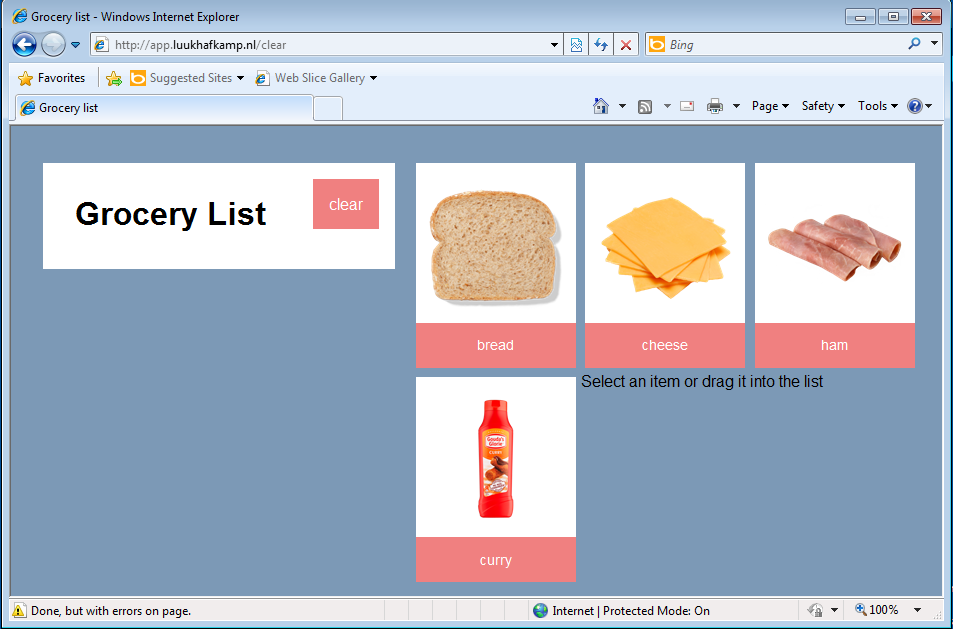 Grocery list - Windows Internet Explorer
http://app.luukhafkamp.nl/clear
Bing
Favorites
Suggested Sites
Web Slice Gallery
Grocery list
Page
Safety
Tools
Grocery List
clear
bread
cheese
ham
Select an item or drag it into the list
Gouda's
Glorie
curry
Done, but with errors on page.
Internet | Protected Mode: On
100%